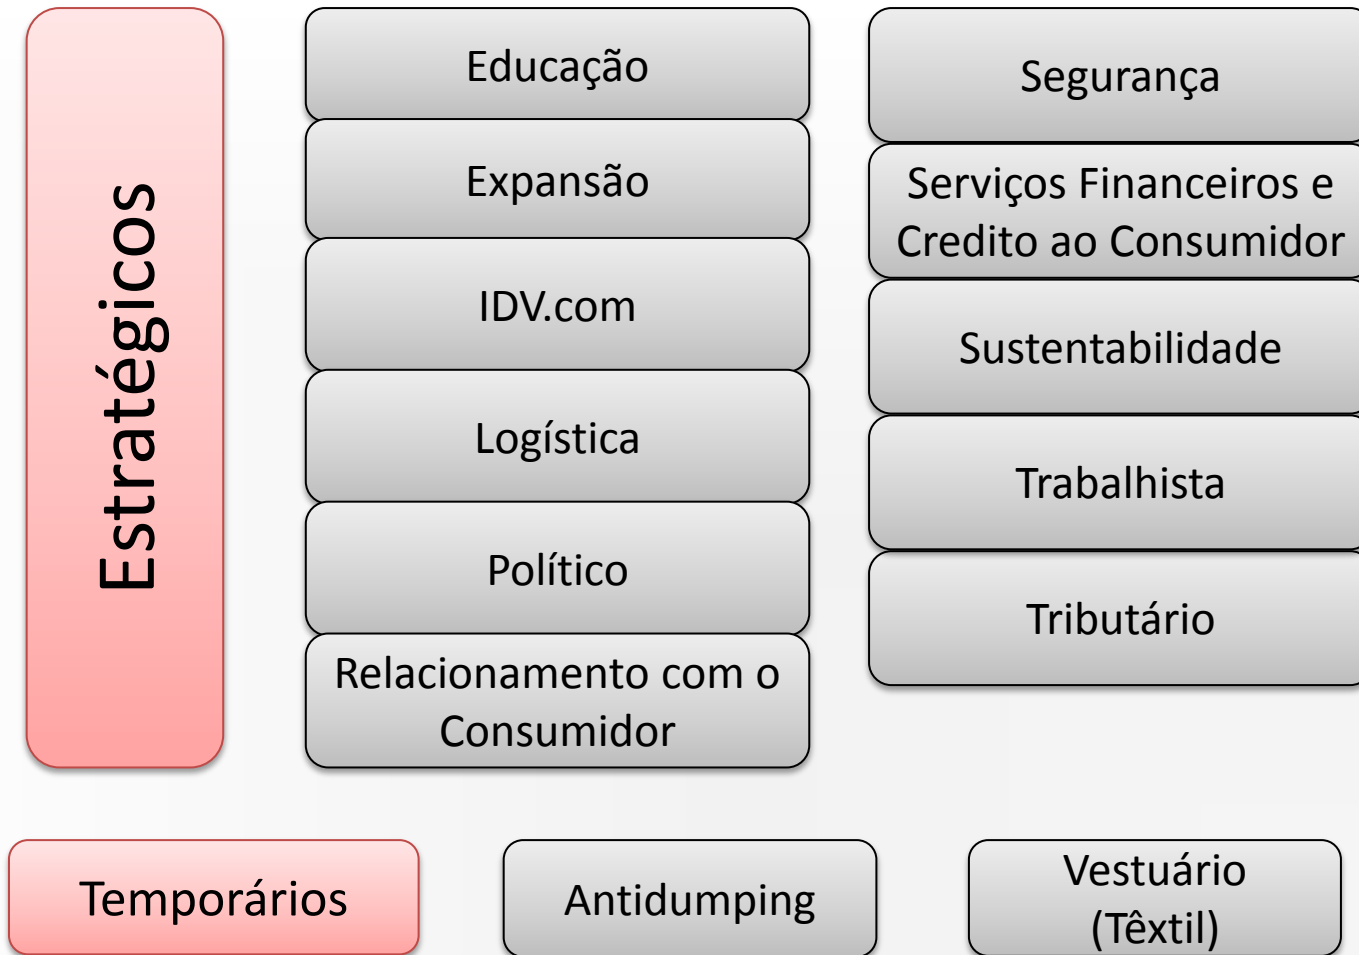 Estratégicos
Educação
Expansão
IDV.com
Logística
Político
Relacionamento com o
Consumidor
Segurança
Serviços Financeiros e
Credito ao Consumidor
Sustentabilidade
Trabalhista
Tributário
Temporários
Antidumping
Vestuário
(Têxtil)